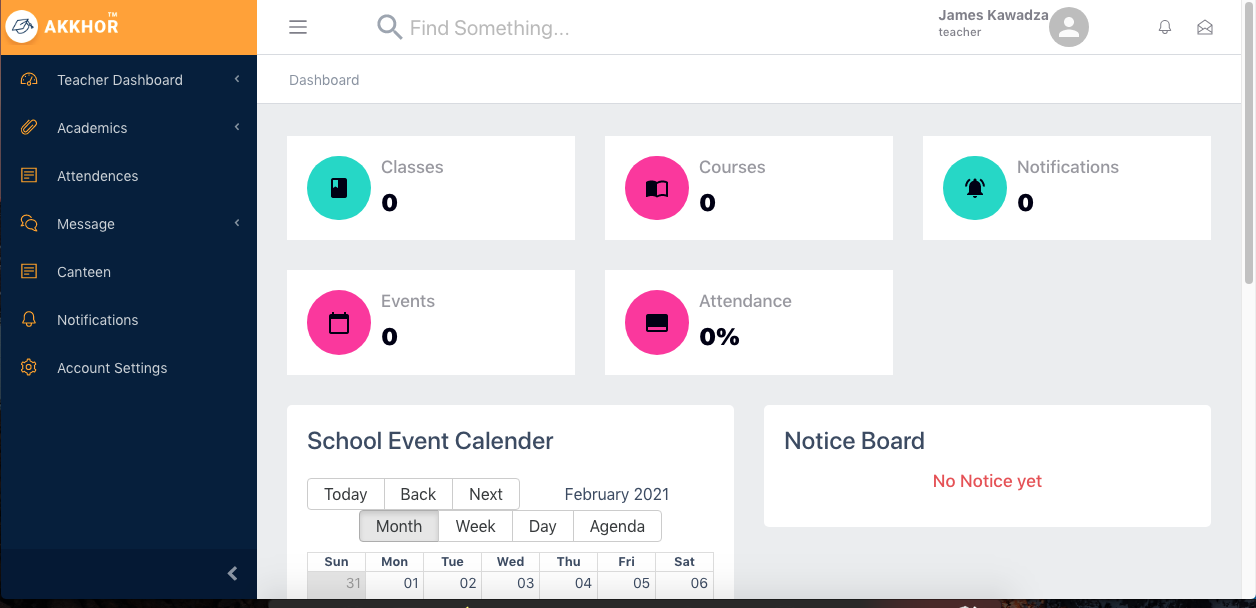 AKKHOR™
Find Something...
James Kawadza
teacher
Teacher Dashboard
Academics
Attendences
Message
Canteen
Notifications
Account Settings
Dashboard
Classes
0
Courses
0
Notifications
0
Events
0
Attendance
0%
School Event Calender
Today Back Next February 2021
Month Week Day Agenda
Sun Mon Tue Wed Thu Fri Sat
31 01 02 03 04 05 06
Notice Board
No Notice yet